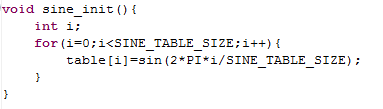 void sine_init(){
    int i;
    for(i=0;i<SINE_TABLE_SIZE;i++){
        table[i]=sin(2*PI*i/SINE_TABLE_SIZE);
    }
}